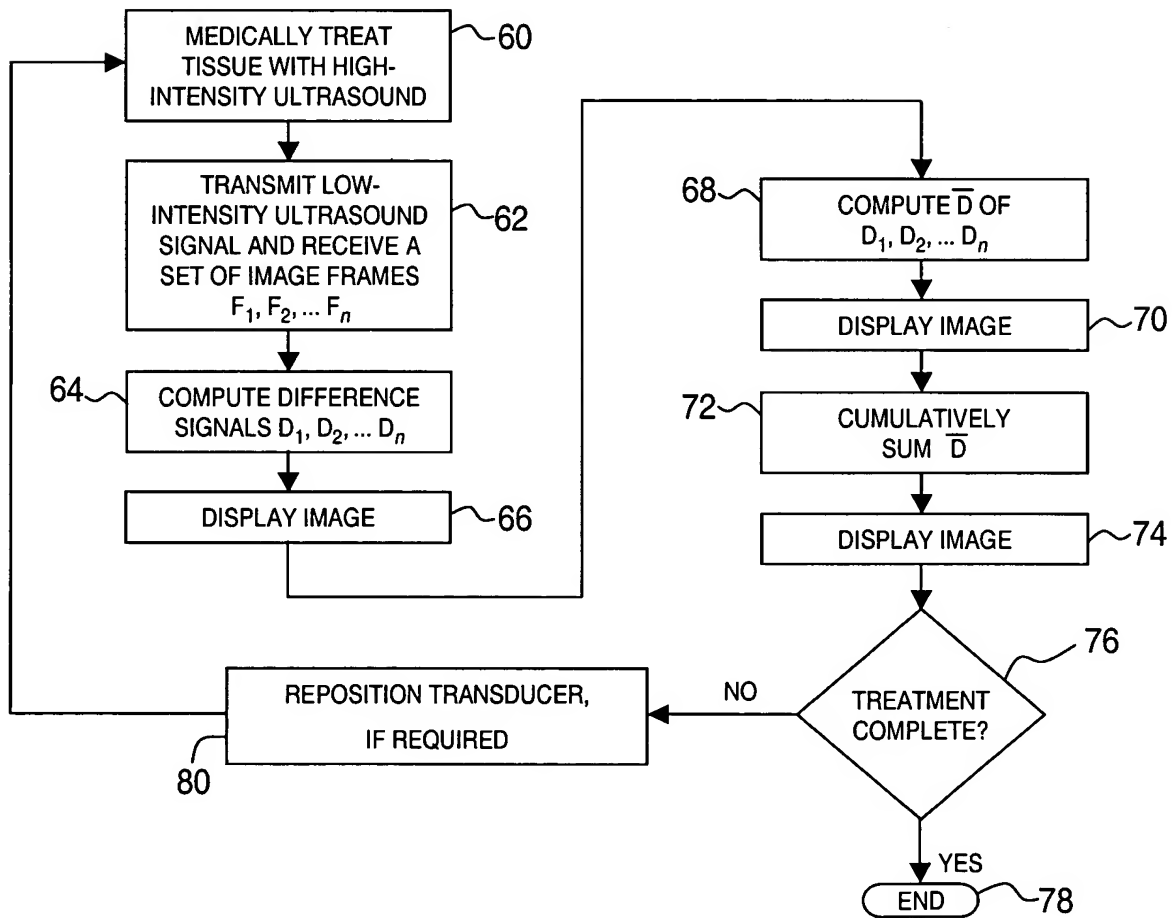 MEDICALLY TREAT
TISSUE WITH HIGH-
INTENSITY ULTRASOUND
60
TRANSMIT LOW-
INTENSITY ULTRASOUND
SIGNAL AND RECEIVE A
SET OF IMAGE FRAMES
F₁, F₂, ... Fₙ
62
64
COMPUTE DIFFERENCE
SIGNALS D₁, D₂, ... Dₙ
DISPLAY IMAGE
66
68
COMPUTE D̅ OF
D₁, D₂, ... Dₙ
DISPLAY IMAGE
70
72
CUMULATIVELY
SUM D̅
DISPLAY IMAGE
74
76
TREATMENT
COMPLETE?
NO
REPOSITION TRANSDUCER,
IF REQUIRED
80
YES
END
78